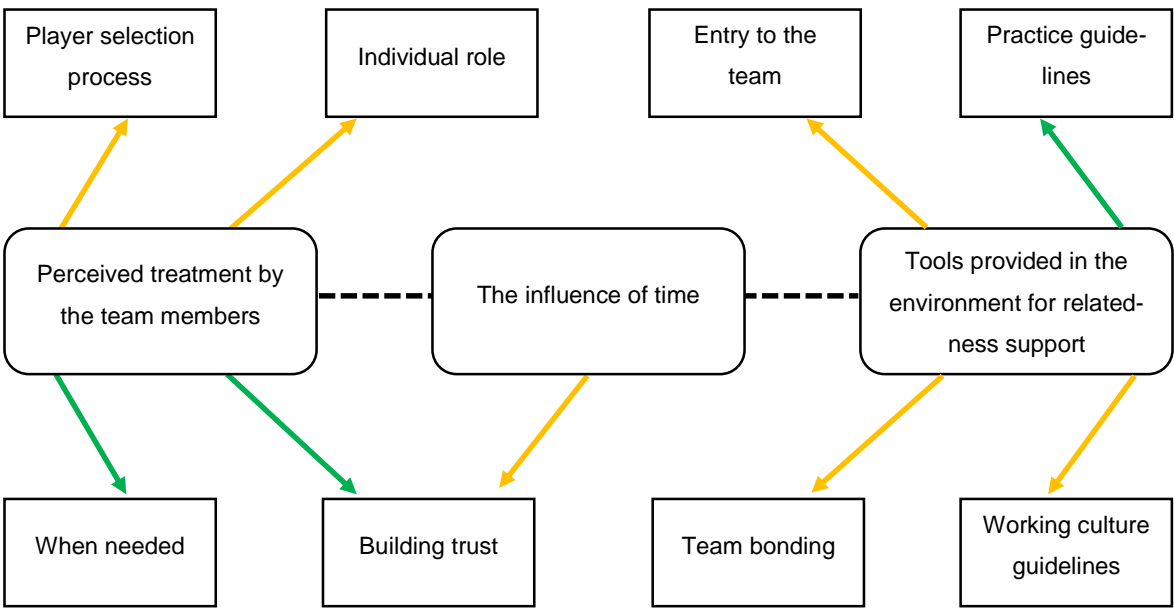 Player selection
process
Individual role
Entry to the
team
Practice guide-
lines
Perceived treatment by
the team members
The influence of time
Tools provided in the
environment for related-
ness support
When needed
Building trust
Team bonding
Working culture
guidelines